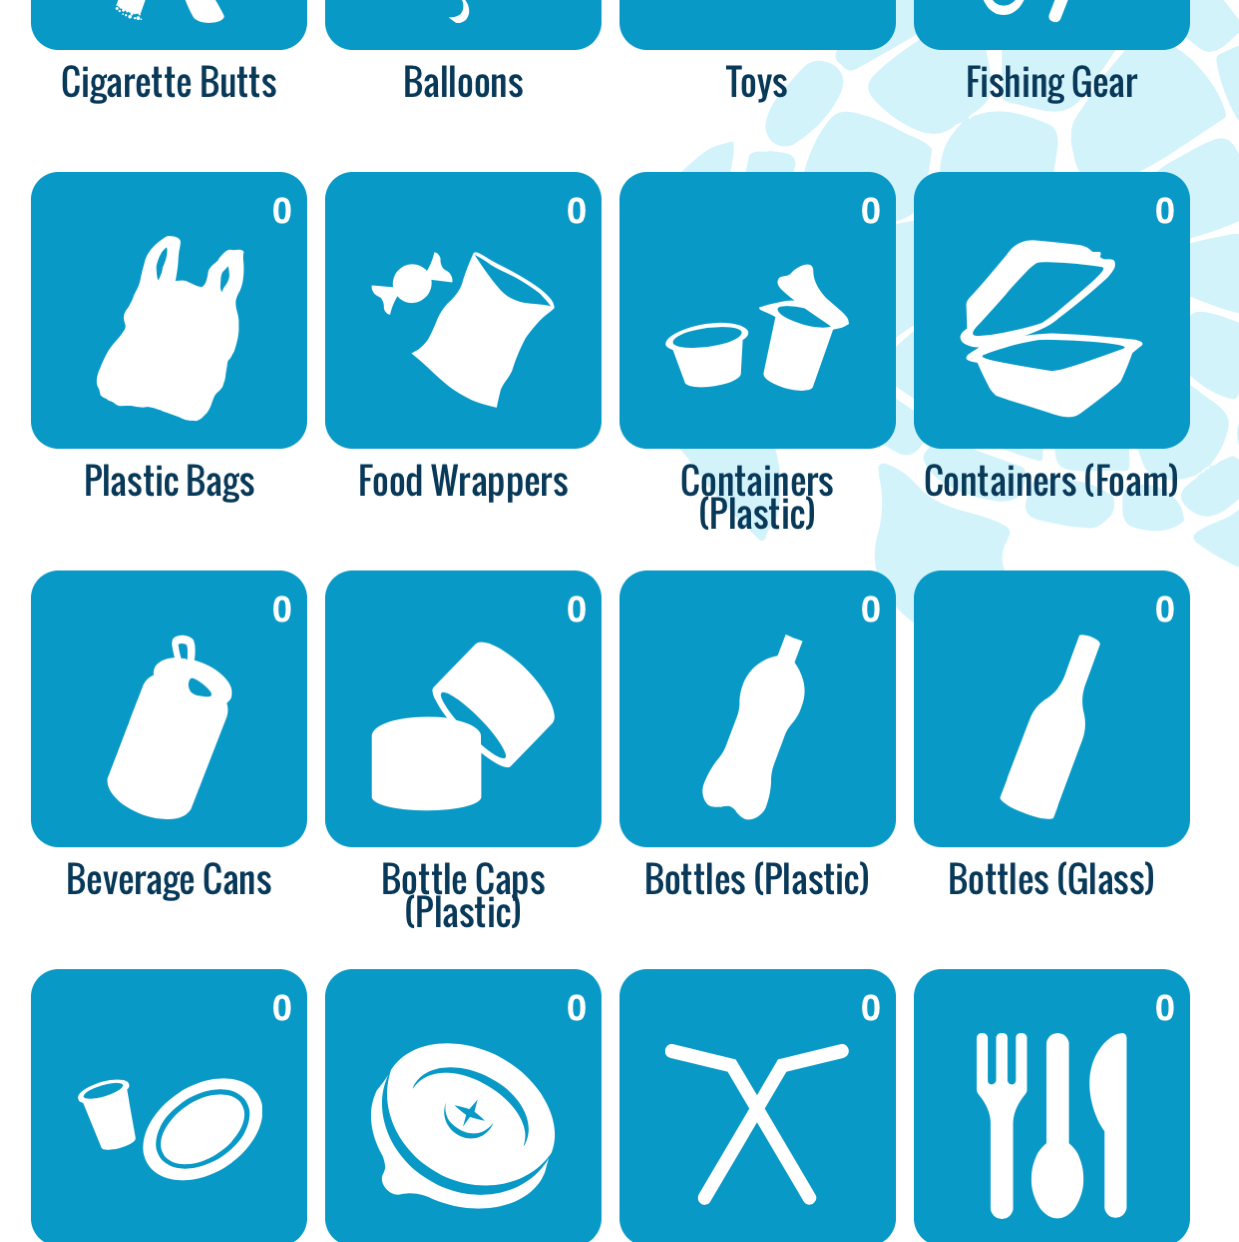 Cigarette Butts
Balloons
Toys
Fishing Gear
0
0
0
0
Plastic Bags
Food Wrappers
Containers
(Plastic)
Containers (Foam)
0
0
0
0
Beverage Cans
Bottle Caps
(Plastic)
Bottles (Plastic)
Bottles (Glass)
0
0
0
0